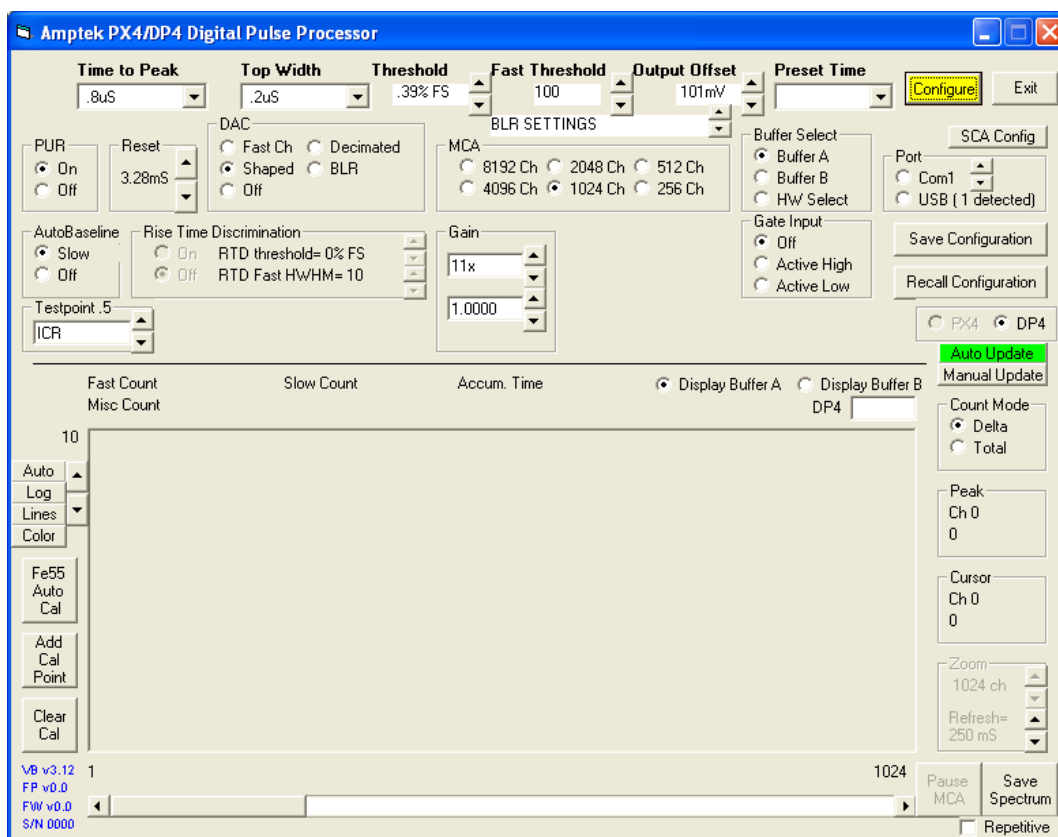 Amptek PX4/DP4 Digital Pulse Processor
Time to Peak
Top Width
Threshold
Fast Threshold
Output Offset
Preset Time
.8uS
.2uS
.39% FS
100
101mV
Configure
Exit
BLR SETTINGS
PUR
On
Off
Reset
3.28mS
DAC
Fast Ch
Decimated
Shaped
BLR
Off
MCA
8192 Ch
2048 Ch
512 Ch
4096 Ch
1024 Ch
256 Ch
Buffer Select
Buffer A
Buffer B
HW Select
SCA Config
Port
Com1
USB ( 1 detected)
AutoBaseline
Slow
Off
Rise Time Discrimination
On
RTD threshold= 0% FS
Off
RTD Fast HWHM= 10
Gain
11x
1.0000
Gate Input
Off
Active High
Active Low
Save Configuration
Recall Configuration
Testpoint .5
ICR
PX4
DP4
Auto Update
Manual Update
Fast Count
Slow Count
Accum. Time
Display Buffer A
Display Buffer B
Misc Count
DP4
Count Mode
Delta
Total
10
Auto
Log
Lines
Color
Peak
Ch 0
0
Fe55
Auto
Cal
Cursor
Ch 0
0
Add
Cal
Point
Zoom
1024 ch
Refresh=
250 mS
Clear
Cal
VB v3.12
FP v0.0
FW v0.0
S/N 0000
1
1024
Pause
MCA
Save
Spectrum
Repetitive